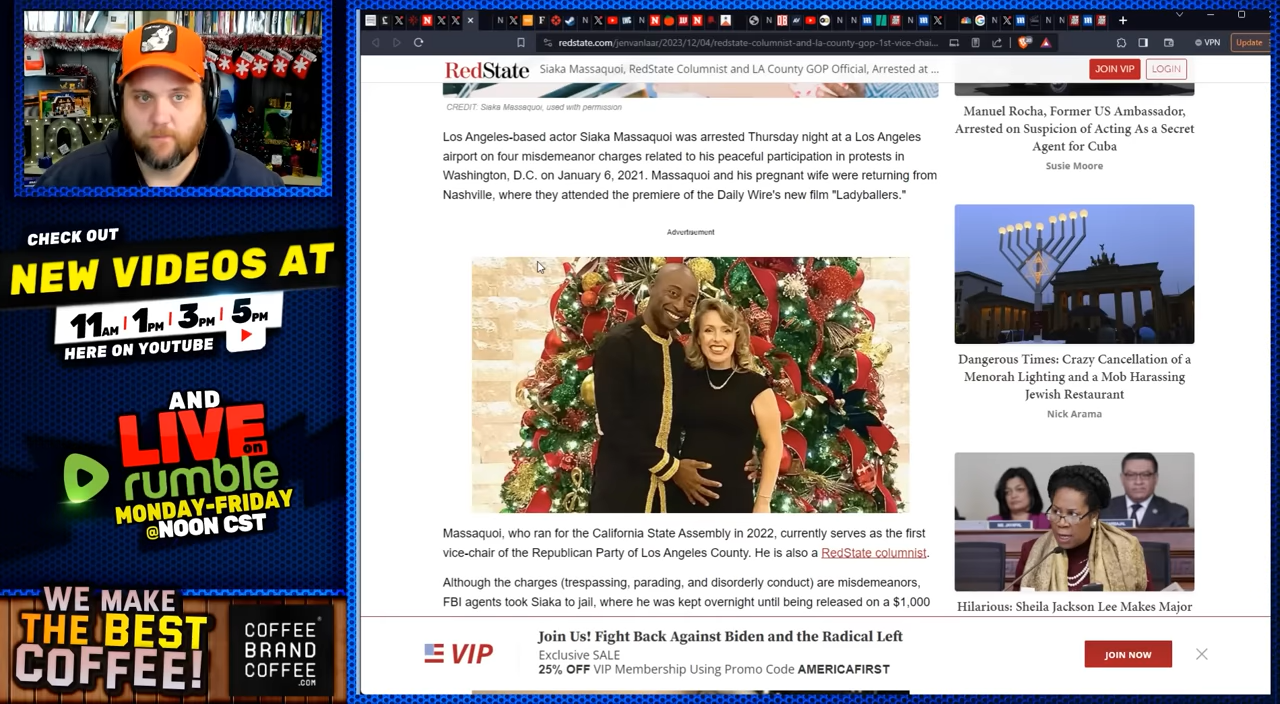 CHECK OUT
NEW VIDEOS AT
11AM | 1PM | 3PM | 5PM
HERE ON YOUTUBE
AND
LIVE on
rumble
MONDAY-FRIDAY
@NOON CST
WE MAKE
THE BEST
COFFEE!
COFFEE
BRAND
COFFEE
.COM
redstate.com/jenvanlaar/2023/12/04/redstate-columnist-and-la-county-gop-1st-vice-chai...
VPN
Update
RedState
Siaka Massaquoi, RedState Columnist and LA County GOP Official, Arrested at ...
JOIN VIP
LOGIN
CREDIT: Siaka Massaquoi, used with permission
Los Angeles-based actor Siaka Massaquoi was arrested Thursday night at a Los Angeles
airport on four misdemeanor charges related to his peaceful participation in protests in
Washington, D.C. on January 6, 2021. Massaquoi and his pregnant wife were returning from
Nashville, where they attended the premiere of the Daily Wire's new film "Ladyballers."
Advertisement
Massaquoi, who ran for the California State Assembly in 2022, currently serves as the first
vice-chair of the Republican Party of Los Angeles County. He is also a RedState columnist.
Although the charges (trespassing, parading, and disorderly conduct) are misdemeanors,
FBI agents took Siaka to jail, where he was kept overnight until being released on a $1,000
Manuel Rocha, Former US Ambassador,
Arrested on Suspicion of Acting As a Secret
Agent for Cuba
Susie Moore
Dangerous Times: Crazy Cancellation of a
Menorah Lighting and a Mob Harassing
Jewish Restaurant
Nick Arama
Hilarious: Sheila Jackson Lee Makes Major
VIP
Join Us! Fight Back Against Biden and the Radical Left
Exclusive SALE
25% OFF VIP Membership Using Promo Code AMERICAFIRST
JOIN NOW